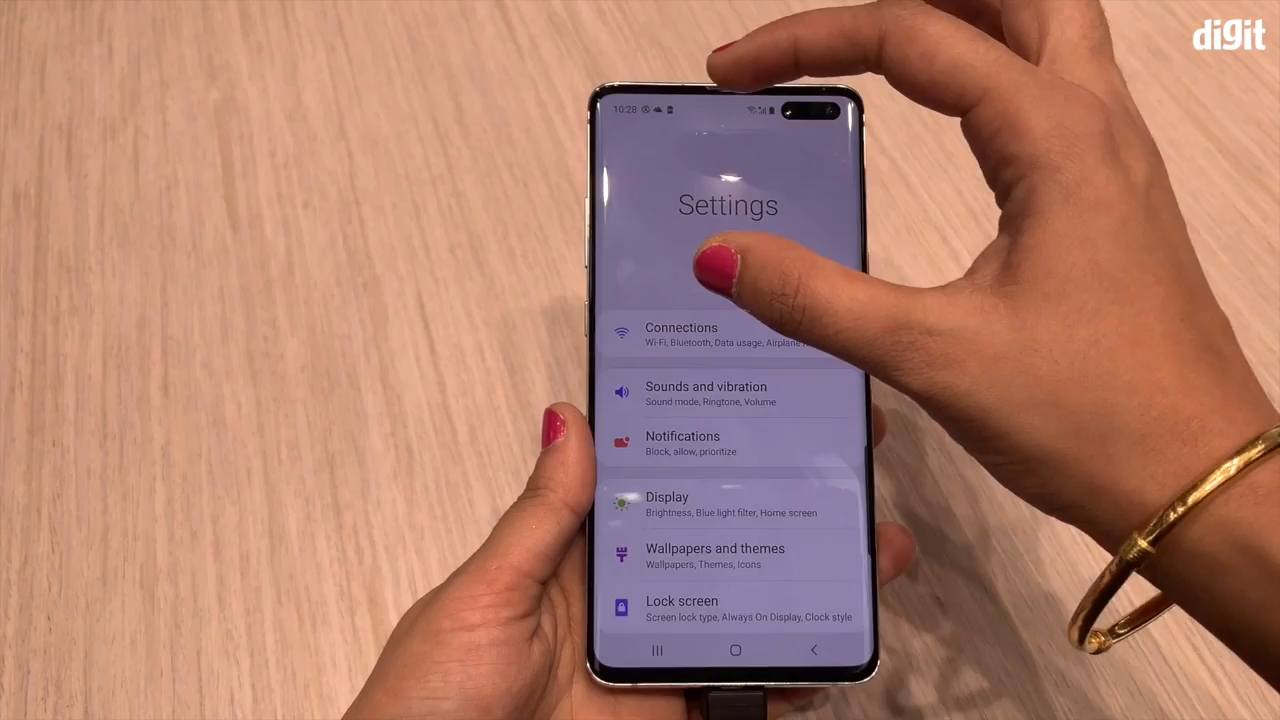 digit
10:28
Settings
Connections
Wi-Fi, Bluetooth, Data usage, Airplane
Sounds and vibration
Sound mode, Ringtone, Volume
Notifications
Block, allow, prioritize
Display
Brightness, Blue light filter, Home screen
Wallpapers and themes
Wallpapers, Themes, Icons
Lock screen
Screen lock type, Always On Display, Clock style